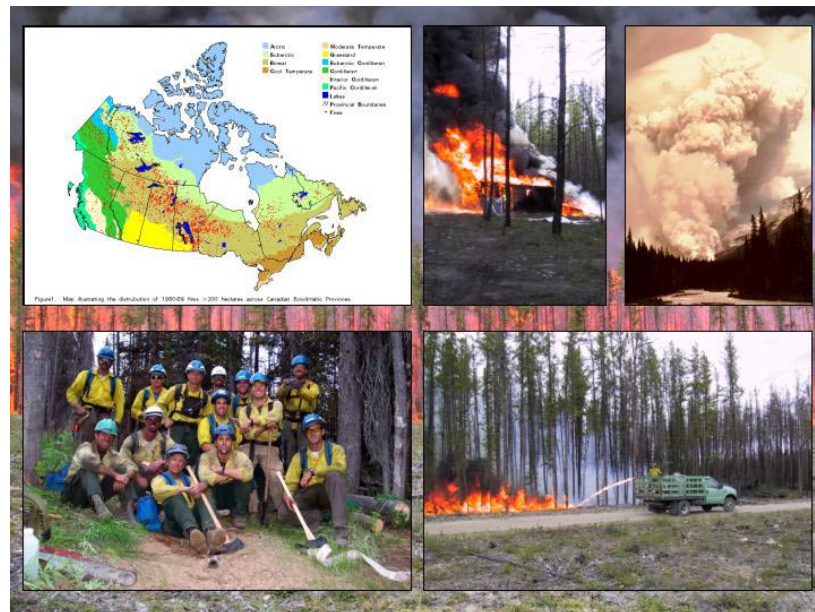 Arctic
Subarctic
Boreal
Cool Temperate
Moderate Temperate
Grassland
Subarctic Cordilleran
Cordilleran
Interior Cordilleran
Pacific Cordilleran
Lakes
Provincial Boundaries
Fires
Figure1. Map illustrating the distribution of 1980-89 fires >200 hectares across Canadian Ecoclimatic Provinces